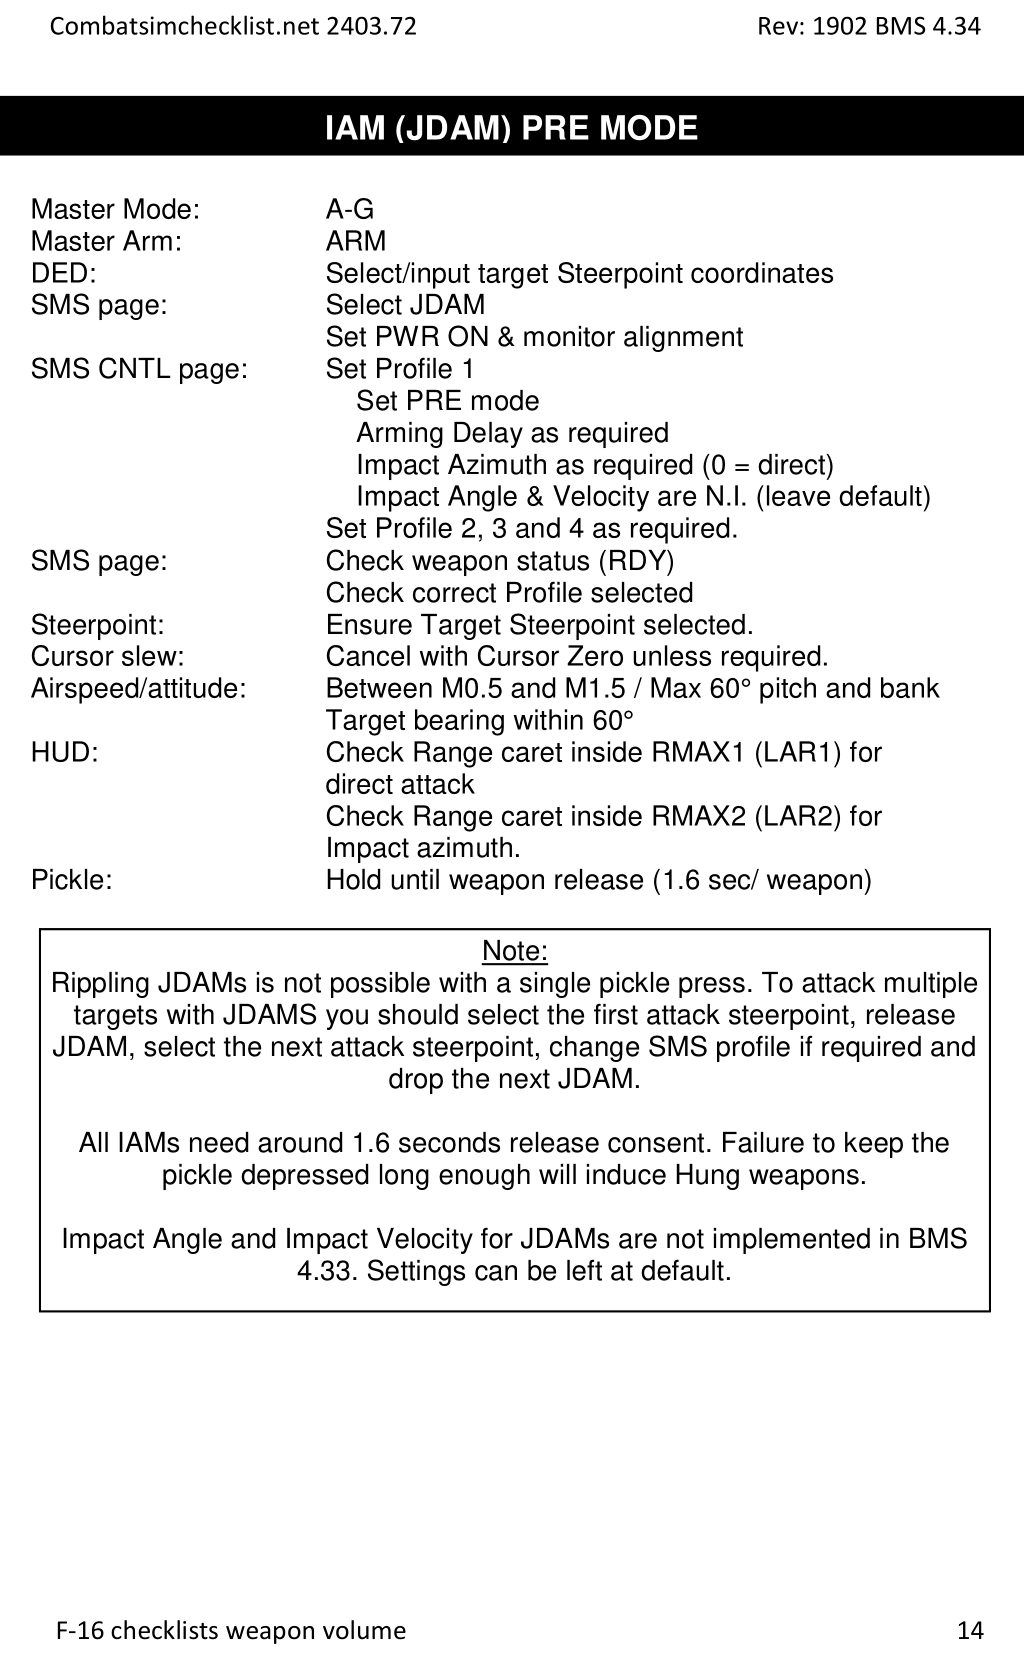 Combatsimchecklist.net 2403.72 Rev: 1902 BMS 4.34
IAM (JDAM) PRE MODE
Master Mode: A-G
Master Arm: ARM
DED: Select/input target Steerpoint coordinates
SMS page: Select JDAM
Set PWR ON & monitor alignment
SMS CNTL page: Set Profile 1
Set PRE mode
Arming Delay as required
Impact Azimuth as required (0 = direct)
Impact Angle & Velocity are N.I. (leave default)
Set Profile 2, 3 and 4 as required.
SMS page: Check weapon status (RDY)
Check correct Profile selected
Steerpoint: Ensure Target Steerpoint selected.
Cursor slew: Cancel with Cursor Zero unless required.
Airspeed/attitude: Between M0.5 and M1.5 / Max 60° pitch and bank
Target bearing within 60°
HUD: Check Range caret inside RMAX1 (LAR1) for
direct attack
Check Range caret inside RMAX2 (LAR2) for
Impact azimuth.
Pickle: Hold until weapon release (1.6 sec/ weapon)
Note:
Rippling JDAMs is not possible with a single pickle press. To attack multiple
targets with JDAMS you should select the first attack steerpoint, release
JDAM, select the next attack steerpoint, change SMS profile if required and
drop the next JDAM.
All IAMs need around 1.6 seconds release consent. Failure to keep the
pickle depressed long enough will induce Hung weapons.
Impact Angle and Impact Velocity for JDAMs are not implemented in BMS
4.33. Settings can be left at default.
F-16 checklists weapon volume 14